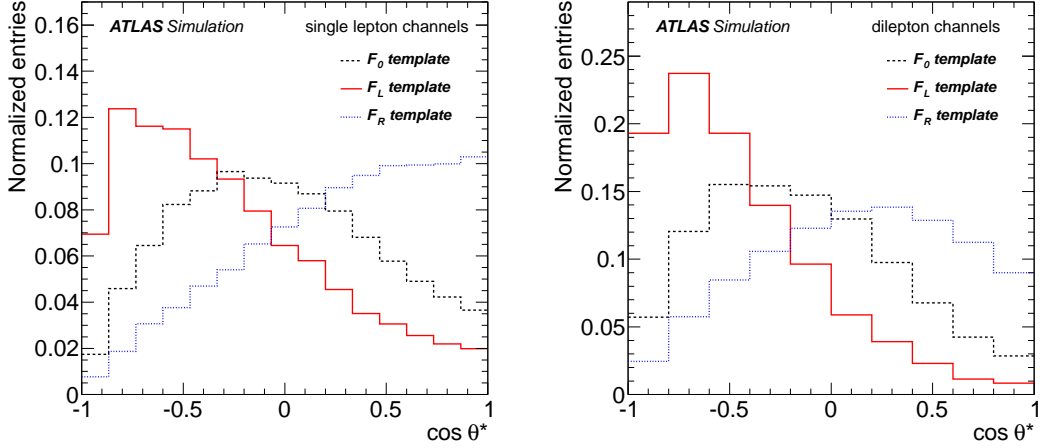 Normalized entries
0.16
0.14
0.12
0.1
0.08
0.06
0.04
0.02
0
ATLAS Simulation single lepton channels
F0 template
FL template
FR template
-1 -0.5 0 0.5 1
cos θ*
Normalized entries
0.25
0.2
0.15
0.1
0.05
0
ATLAS Simulation dilepton channels
F0 template
FL template
FR template
-1 -0.5 0 0.5 1
cos θ*